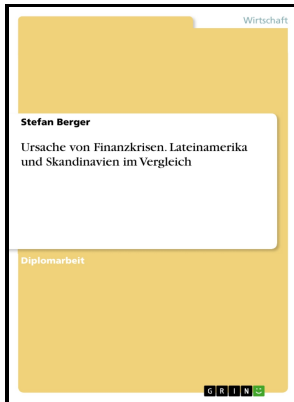 Wirtschaft
Stefan Berger
Ursache von Finanzkrisen. Lateinamerika
und Skandinavien im Vergleich
Diplomarbeit
GRIN